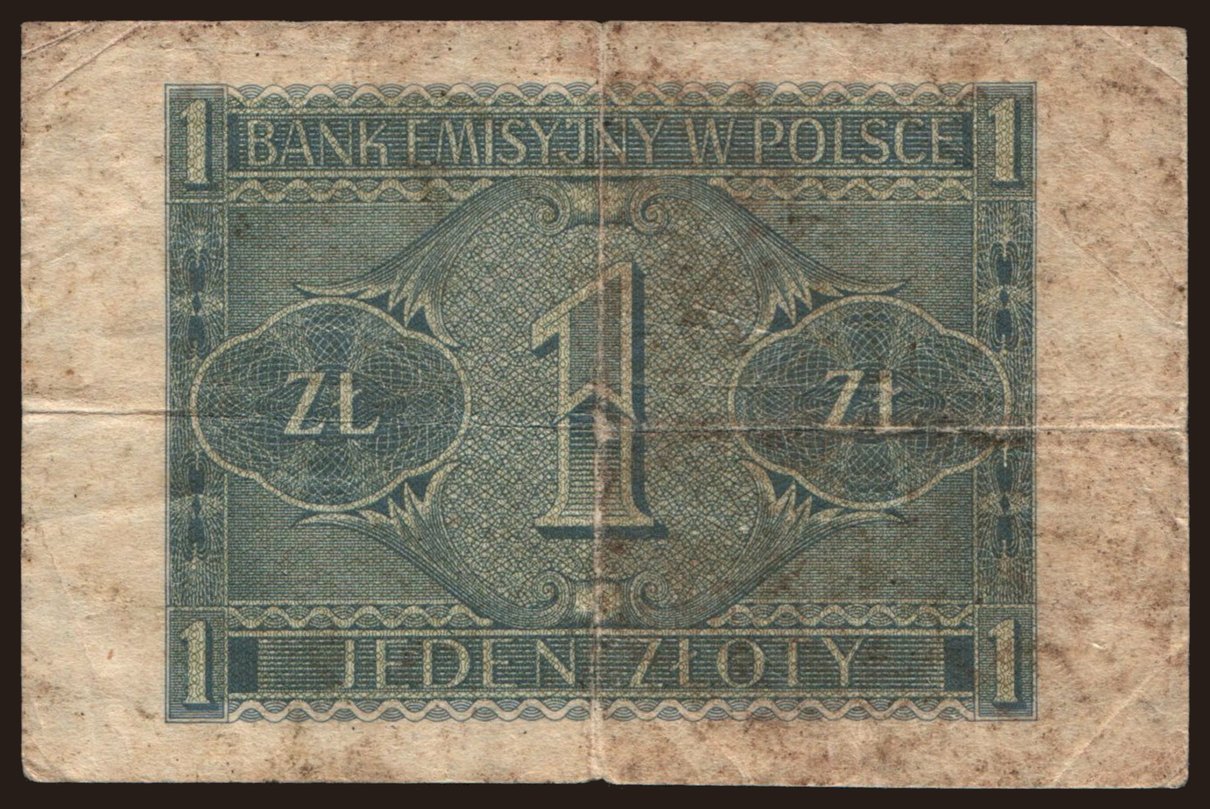 1 1
BANK EMISYJNY W POLSCE
1
ZŁ ZŁ
1 1
JEDEN ZŁOTY